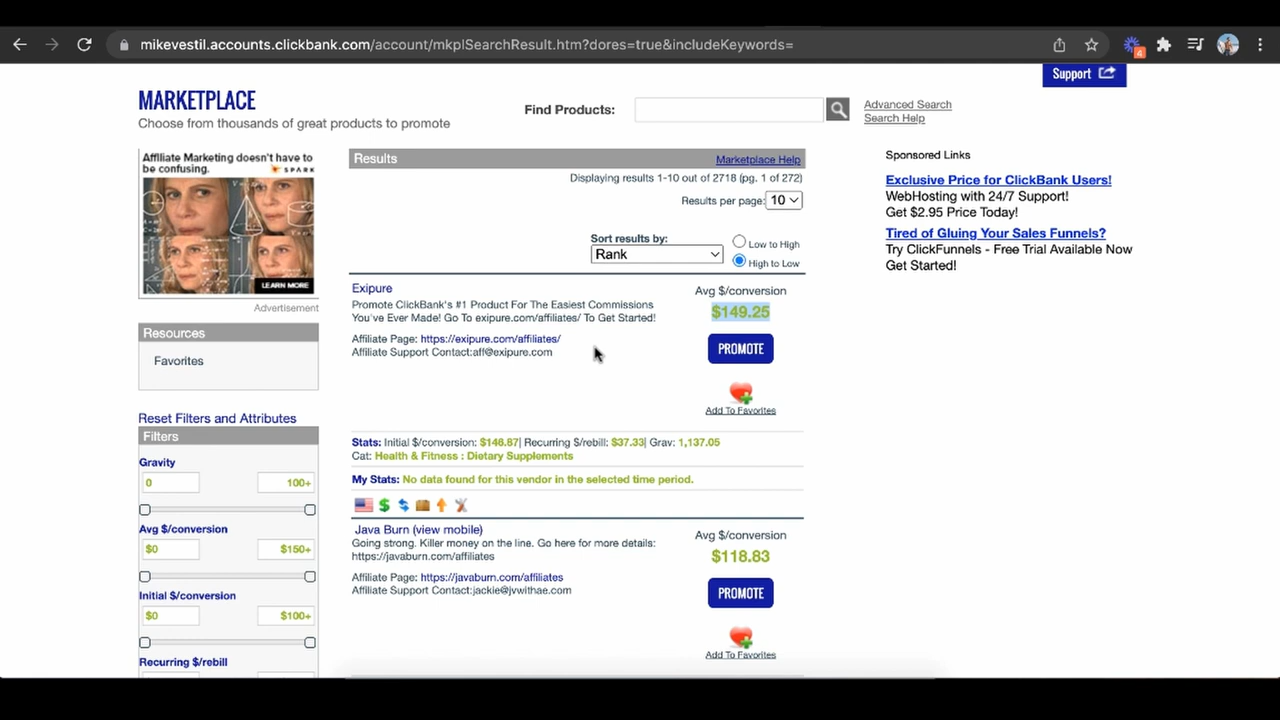 mikevestil.accounts.clickbank.com/account/mkplSearchResult.htm?dores=true&includeKeywords=
4
Support
MARKETPLACE
Choose from thousands of great products to promote
Find Products:
Advanced Search
Search Help
Affiliate Marketing doesn't have to
be confusing.
SPARK
LEARN MORE
Advertisement
Resources
Favorites
Reset Filters and Attributes
Filters
Gravity
0 100+
Avg $/conversion
$0 $150+
Initial $/conversion
$0 $100+
Recurring $/rebill
Results
Marketplace Help
Displaying results 1-10 out of 2718 (pg. 1 of 272)
Results per page: 10
Sort results by:
Rank
Low to High
High to Low
Exipure
Promote ClickBank's #1 Product For The Easiest Commissions
You've Ever Made! Go To exipure.com/affiliates/ To Get Started!
Affiliate Page: https://exipure.com/affiliates/
Affiliate Support Contact:aff@exipure.com
Avg $/conversion
$149.25
PROMOTE
Add To Favorites
Stats: Initial $/conversion: $146.87| Recurring $/rebill: $37.33| Grav: 1,137.05
Cat: Health & Fitness : Dietary Supplements
My Stats: No data found for this vendor in the selected time period.
Java Burn (view mobile)
Going strong. Killer money on the line. Go here for more details:
https://javaburn.com/affiliates
Affiliate Page: https://javaburn.com/affiliates
Affiliate Support Contact:jackie@jvwithae.com
Avg $/conversion
$118.83
PROMOTE
Add To Favorites
Sponsored Links
Exclusive Price for ClickBank Users!
WebHosting with 24/7 Support!
Get $2.95 Price Today!
Tired of Gluing Your Sales Funnels?
Try ClickFunnels - Free Trial Available Now
Get Started!